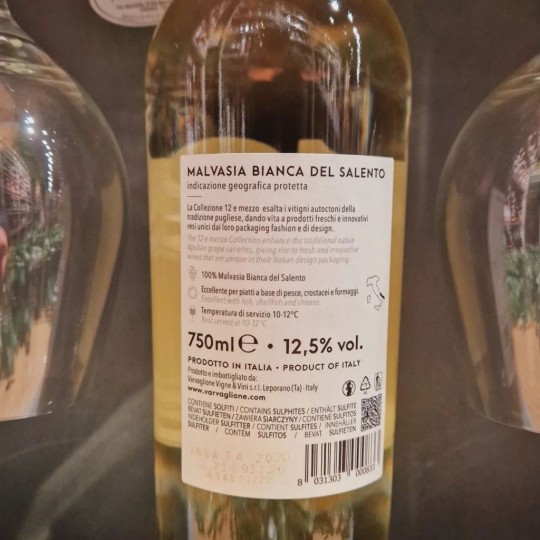 MALVASIA BIANCA DEL SALENTO
indicazione geografica protetta
La Collezione 12 e mezzo esalta i vitigni autoctoni della
tradizione pugliese, dando vita a prodotti freschi e innovativi
resi unici dai loro packaging fashion e di design.
The 12 e mezzo Collection enhance the traditional native
Apulian grape varieties, giving rise to fresh and innovative
wines that are unique in their Italian design packaging.
100% Malvasia Bianca del Salento
Eccellente per piatti a base di pesce, crostacei e formaggi.
Excellent with fish, shellfish and cheese.
Temperatura di servizio 10-12°C
Best served at 10-12°C
750ml e • 12,5% vol.
PRODOTTO IN ITALIA • PRODUCT OF ITALY
Prodotto e imbottigliato da:
Varvaglione Vigne & Vini s.r.l. Leporano (Ta) · Italy
www.varvaglione.com
CONTIENE SOLFITI / CONTAINS SULPHITES / ENTHÄLT SULFITE
BEVAT SULFIETEN / ZAWIERA SIARCZYNY / CONTIENE SULFITOS
INDEHOLDER SULFITTER / CONTIENT SULFITES / INNEHÅLLER
SULFITER / CONTÉM SULFITOS / BEVAT SULFIETEN
8 031303 000833